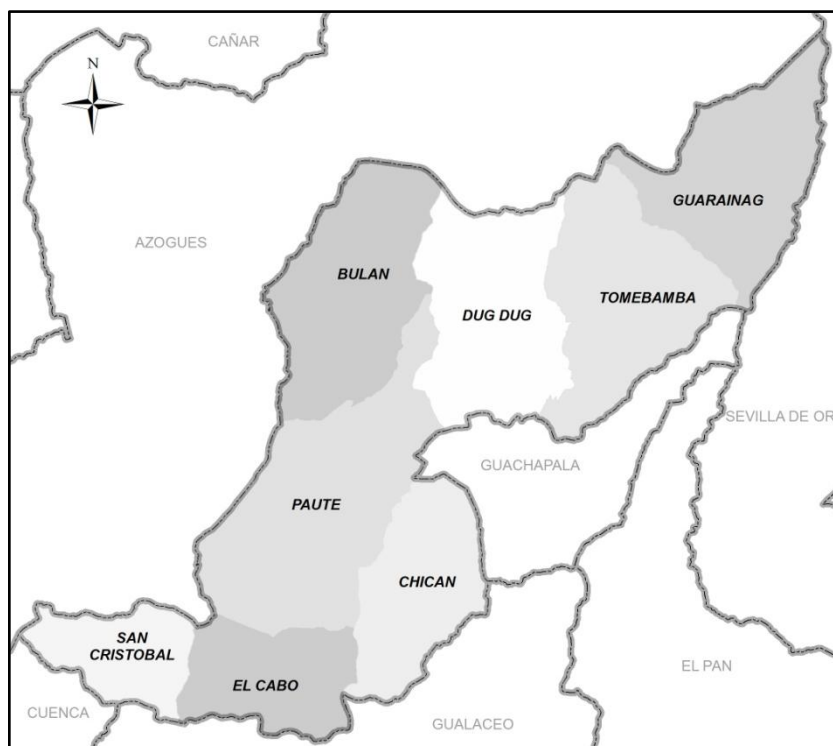 CAÑAR
N
GUARAINAG
AZOGUES
BULAN
TOMEBAMBA
DUG DUG
SEVILLA DE OR
GUACHAPALA
PAUTE
CHICAN
SAN
CRISTOBAL
EL PAN
EL CABO
CUENCA
GUALACEO